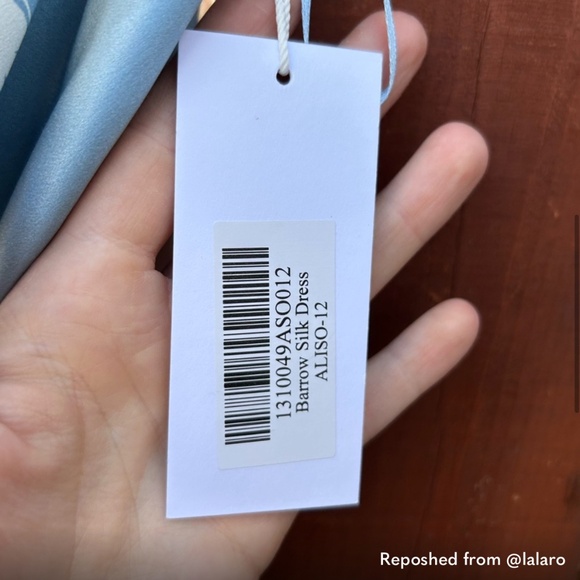 1310049ASO012
Barrow Silk Dress
ALISO-12
Reposhed from @lalaro